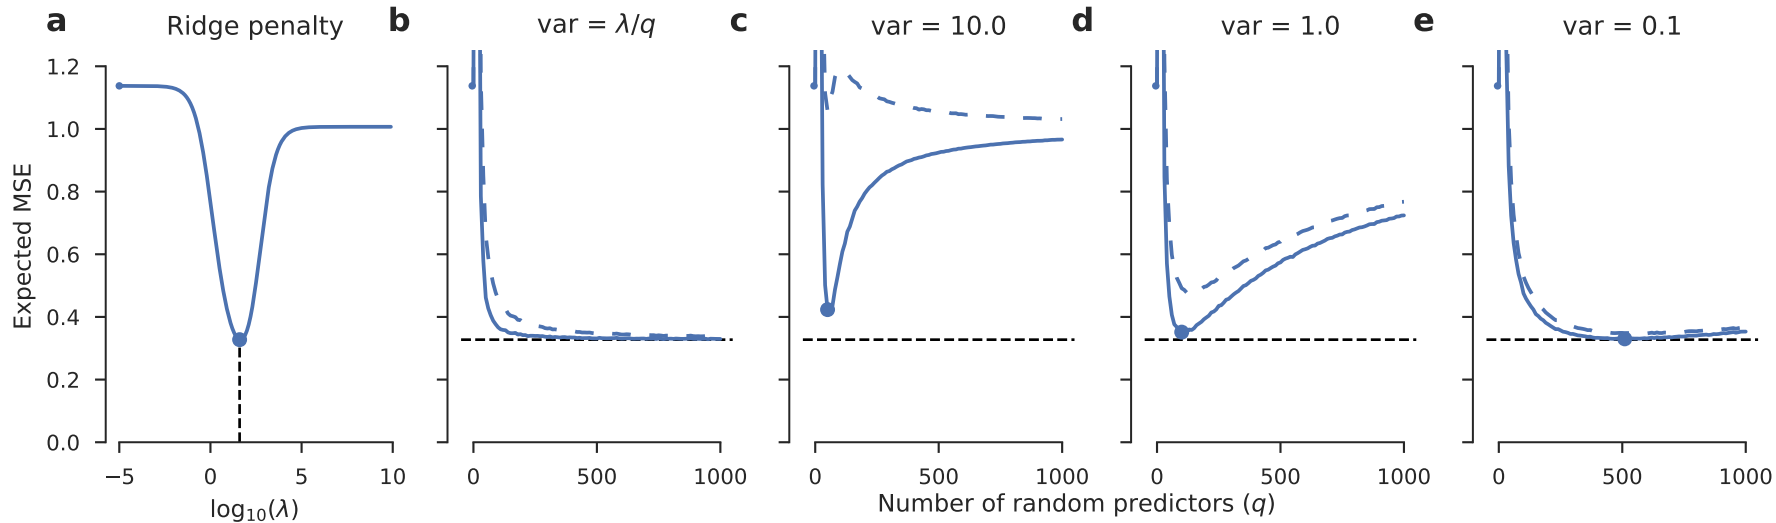 a Ridge penalty b var = λ/q c var = 10.0 d var = 1.0 e var = 0.1
1.2
1.0
0.8
0.6
0.4
0.2
0.0
Expected MSE
−5 0 5 10 0 500 1000 0 500 1000 0 500 1000 0 500 1000
log₁₀(λ) Number of random predictors (q)